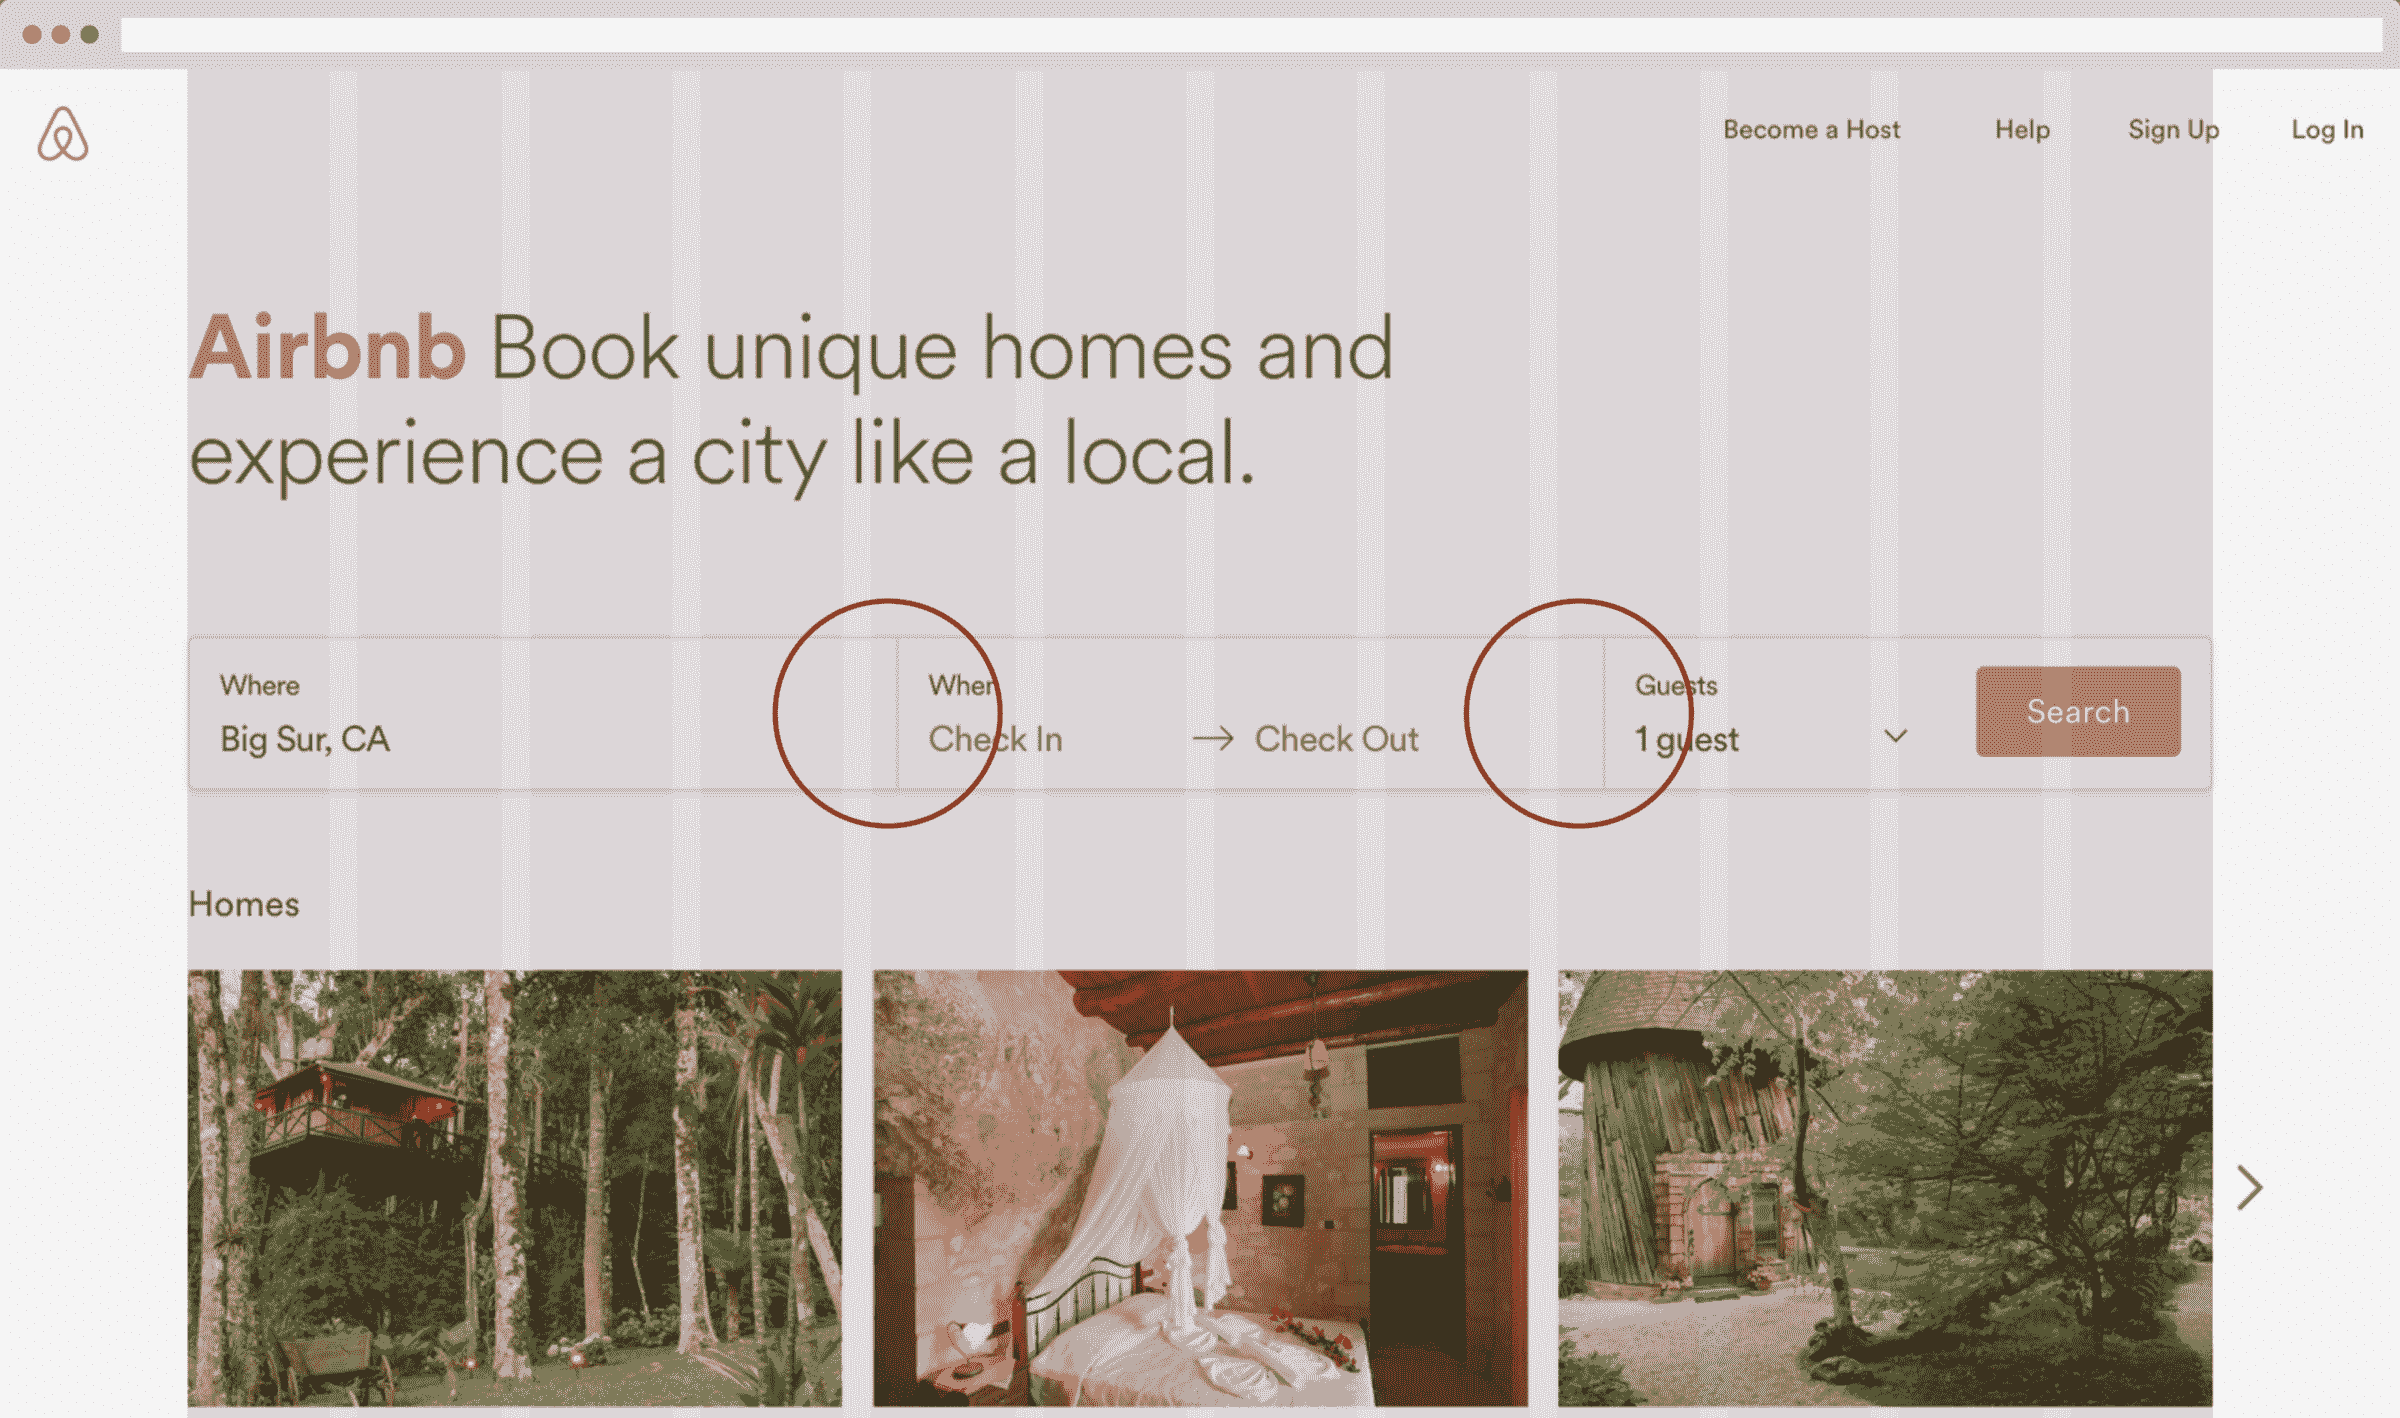 Become a Host Help Sign Up Log In
Airbnb Book unique homes and
experience a city like a local.
Where When Guests
Big Sur, CA Check In → Check Out 1 guest Search
Homes